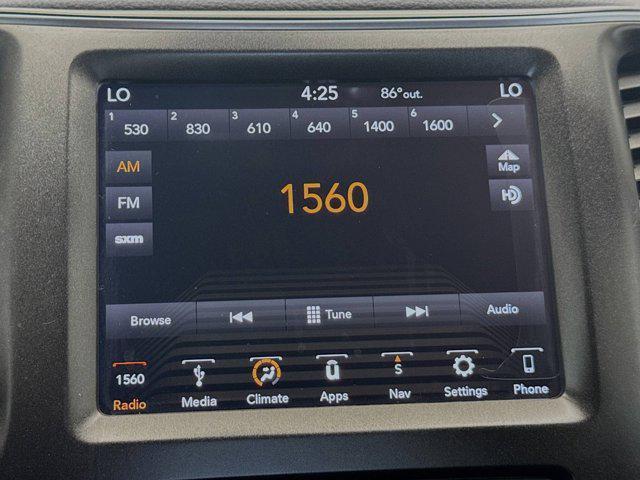 LO 4:25 86°out. LO
1 530 2 830 3 610 4 640 5 1400 6 1600 >
AM
Map
1560
FM
HD
sxm
Browse Tune Audio
1560 S
Radio Media Climate Apps Nav Settings Phone